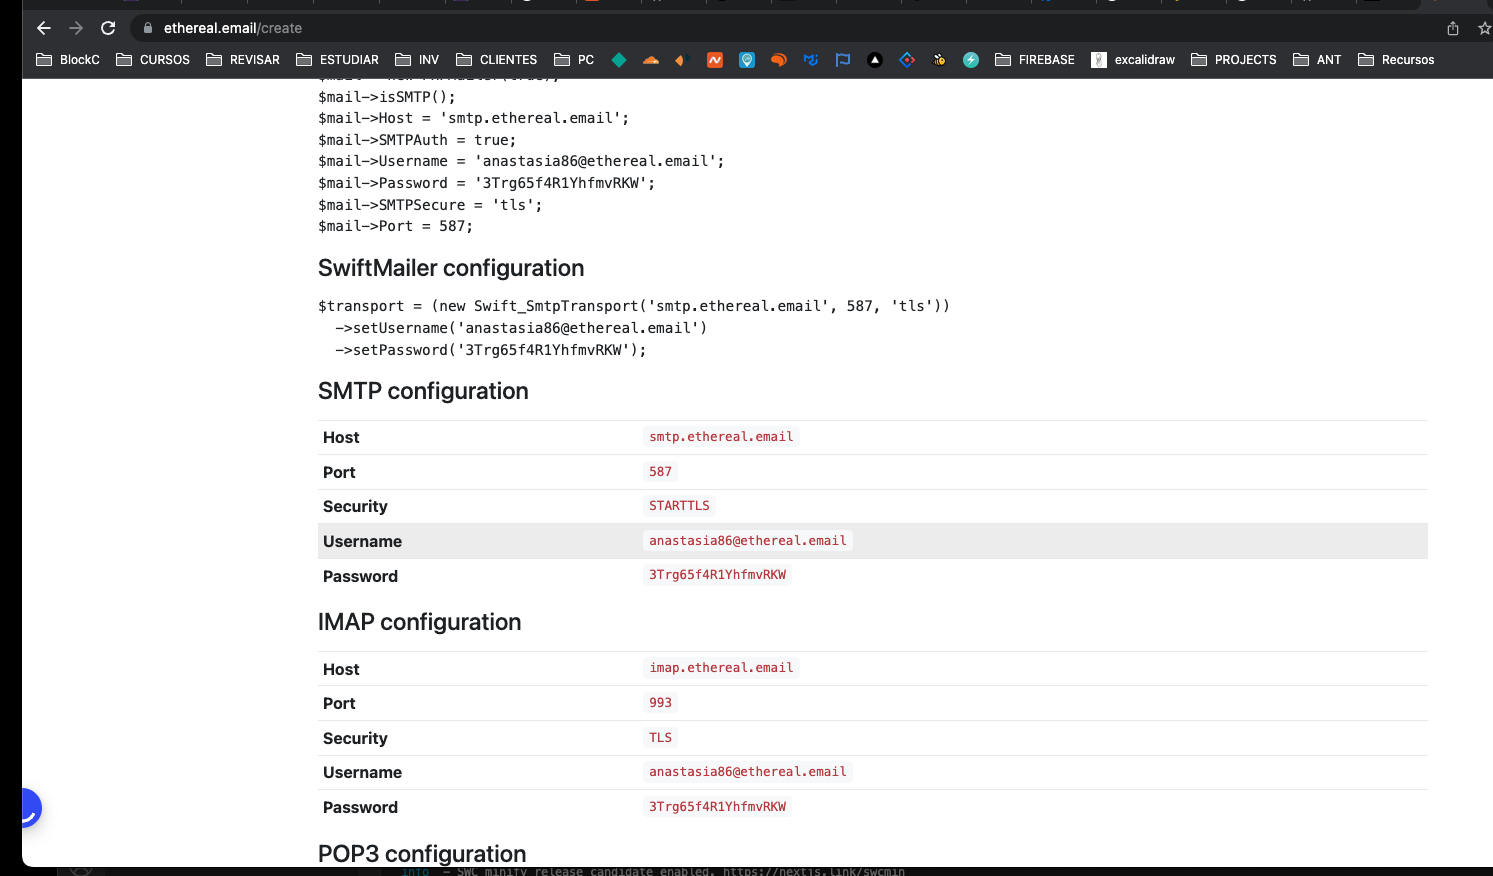 ethereal.email/create
BlockC CURSOS REVISAR ESTUDIAR INV CLIENTES PC FIREBASE excalidraw PROJECTS ANT Recursos
$mail->isSMTP();
$mail->Host = 'smtp.ethereal.email';
$mail->SMTPAuth = true;
$mail->Username = 'anastasia86@ethereal.email';
$mail->Password = '3Trg65f4R1YhfmvRKW';
$mail->SMTPSecure = 'tls';
$mail->Port = 587;
SwiftMailer configuration
$transport = (new Swift_SmtpTransport('smtp.ethereal.email', 587, 'tls'))
->setUsername('anastasia86@ethereal.email')
->setPassword('3Trg65f4R1YhfmvRKW');
SMTP configuration
Host smtp.ethereal.email
Port 587
Security STARTTLS
Username anastasia86@ethereal.email
Password 3Trg65f4R1YhfmvRKW
IMAP configuration
Host imap.ethereal.email
Port 993
Security TLS
Username anastasia86@ethereal.email
Password 3Trg65f4R1YhfmvRKW
POP3 configuration
info - SWC minify release candidate enabled. https://nextjs.link/swcmin